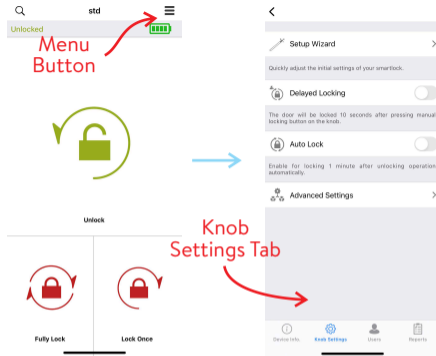 std
Unlocked
Menu
Button
Unlock
Fully Lock
Lock Once
Setup Wizard
Quickly adjust the initial settings of your smartlock.
Delayed Locking
The door will be locked 10 seconds after pressing manual
locking button on the knob.
Auto Lock
Enable for locking 1 minute after unlocking operation
automatically.
Advanced Settings
Knob
Settings Tab
Device Info.
Knob Settings
Users
Reports